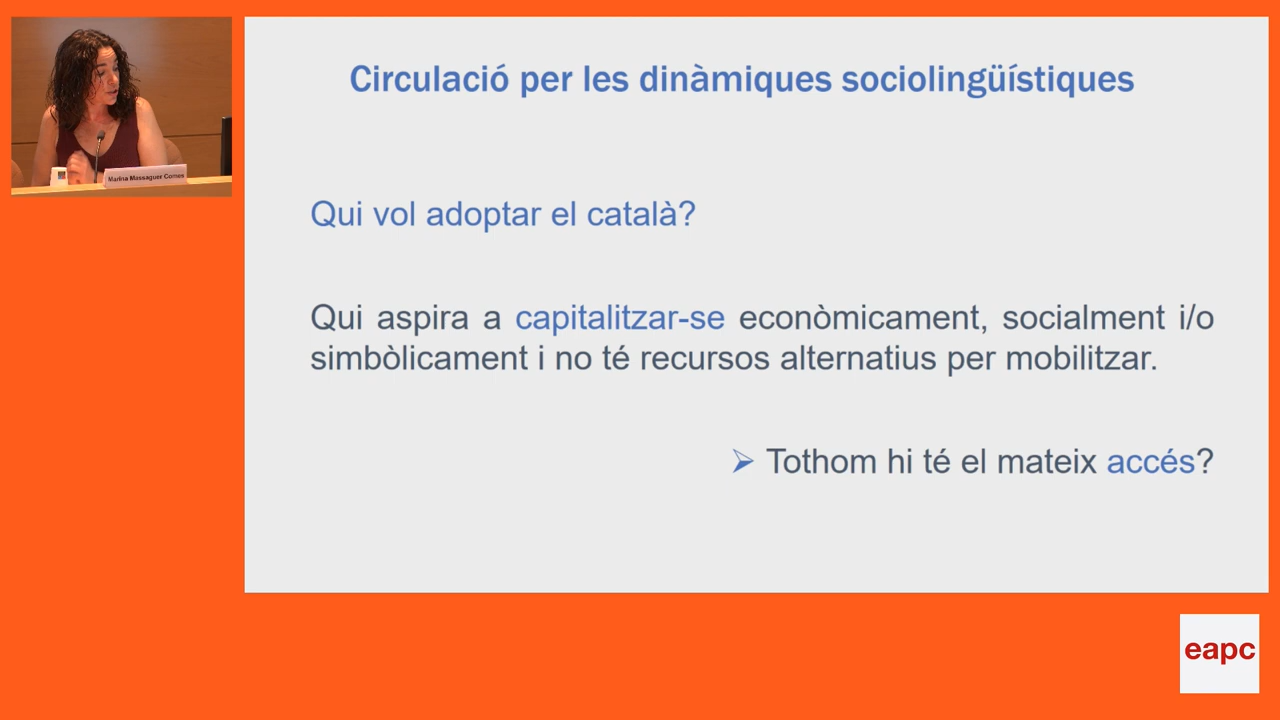 Circulació per les dinàmiques sociolingüístiques
Marina Massaguer Comes
Qui vol adoptar el català?
Qui aspira a capitalitzar-se econòmicament, socialment i/o
simbòlicament i no té recursos alternatius per mobilitzar.
➢ Tothom hi té el mateix accés?
eapc